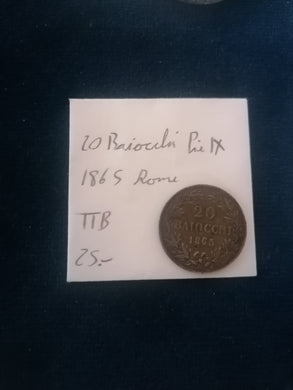 20 Baiocchi Pie IX
1865 Rome
TTB
25.-
20
BAIOCCHI
1865